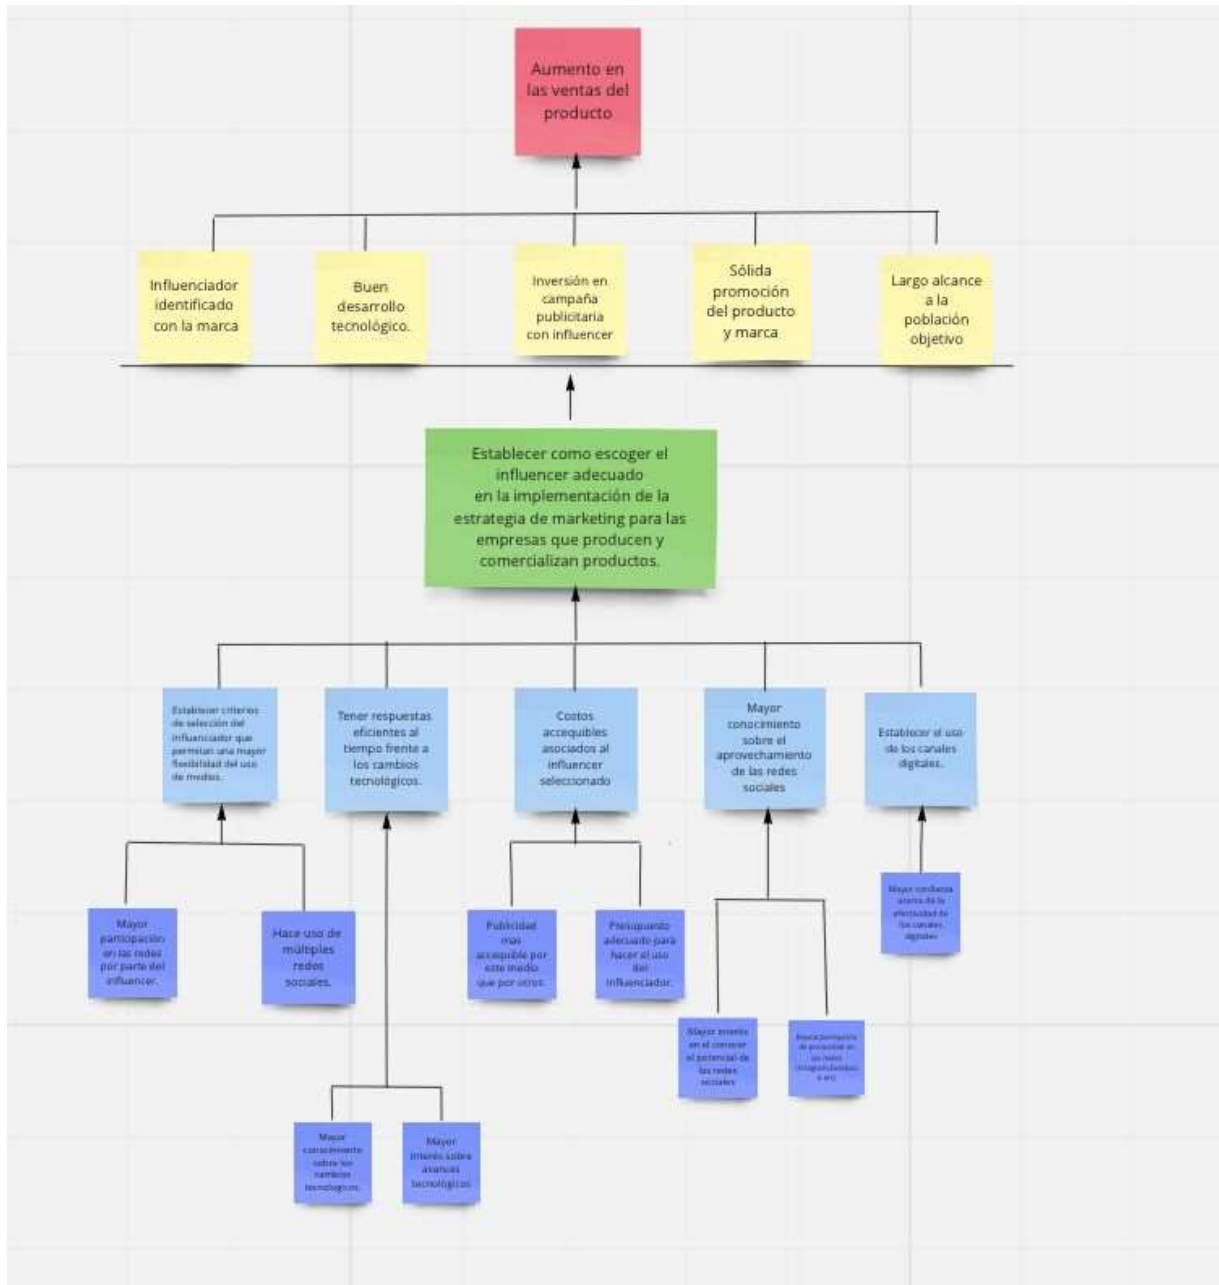 Aumento en
las ventas del
producto
Influenciador
identificado
con la marca
Buen
desarrollo
tecnológico.
Inversión en
campaña
publicitaria
con influencer
Sólida
promoción
del producto
y marca
Largo alcance
a la
población
objetivo
Establecer como escoger el
influencer adecuado
en la implementación de la
estrategia de marketing para las
empresas que producen y
comercializan productos.
Establecer criterios
de selección del
influenciador que
permitan una mayor
flexibilidad del uso
de medios.
Tener respuestas
eficientes al
tiempo frente a
los cambios
tecnológicos.
Costos
accequibles
asociados al
influencer
seleccionado
Mayor
conocimiento
sobre el
aprovechamiento
de las redes
sociales
Establecer el uso
de los canales
digitales.
Mayor
participación
en las redes
por parte del
influencer.
Hace uso de
múltiples
redes
sociales.
Publicidad
mas
accequible por
este medio
que por otros.
Presupuesto
adecuado para
hacer el uso
del
influenciador.
Mayor confianza
acerca de la
efectividad de
los canales
digitales
Mayor interés
en el conocer
el potencial de
las redes
sociales
de
las redes
Mayor
conocimiento
sobre los
cambios
tecnologicos.
Mayor
interés sobre
avances
tecnológicos